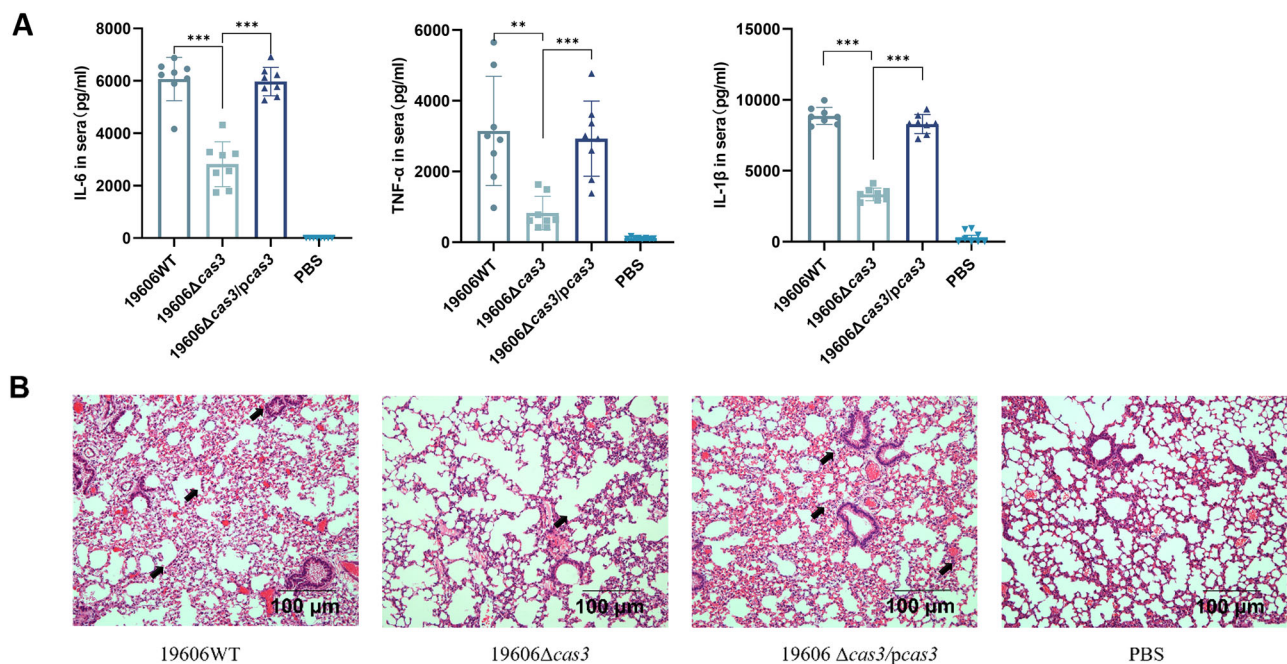 A
IL-6 in sera (pg/ml)
8000
6000
4000
2000
0
***
***
19606WT
19606Δcas3
19606Δcas3/pcas3
PBS
TNF-α in sera (pg/ml)
6000
4000
2000
0
**
***
19606WT
19606Δcas3
19606Δcas3/pcas3
PBS
IL-1β in sera (pg/ml)
15000
10000
5000
0
***
***
19606WT
19606Δcas3
19606Δcas3/pcas3
PBS
B
100 μm
100 μm
100 μm
100 μm
19606WT
19606Δcas3
19606 Δcas3/pcas3
PBS